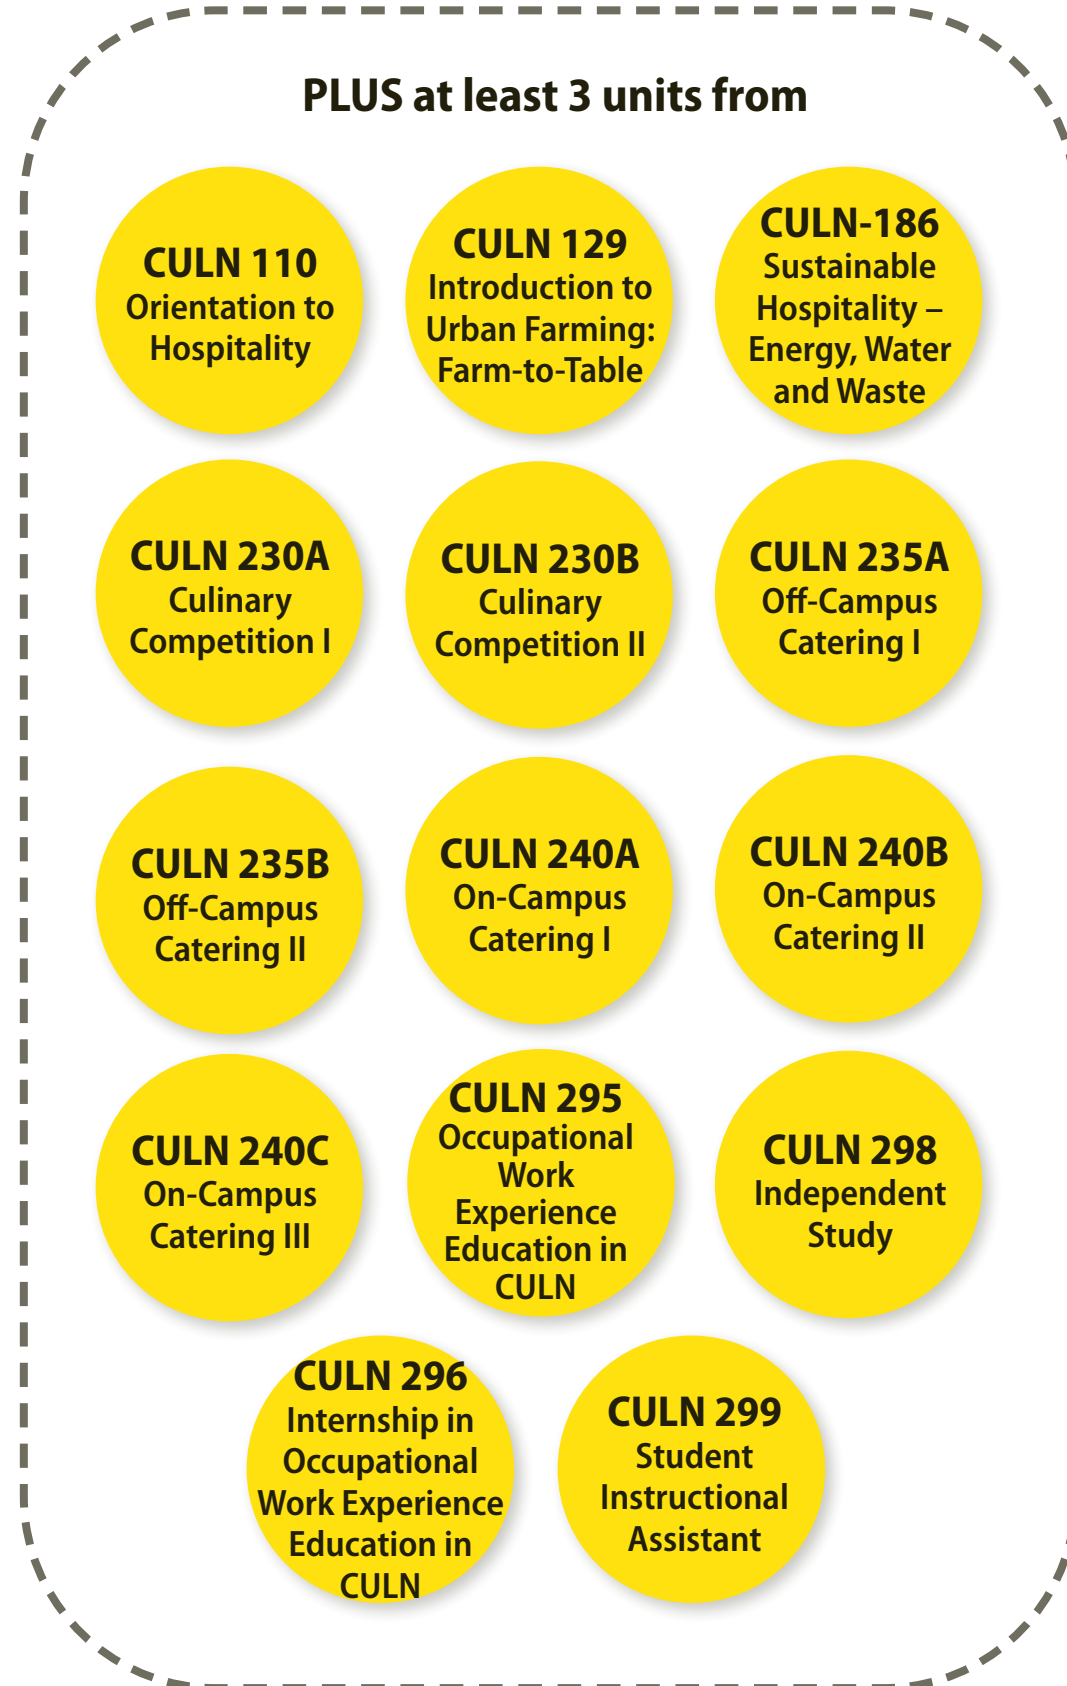 PLUS at least 3 units from
CULN 110
Orientation to
Hospitality
CULN 129
Introduction to
Urban Farming:
Farm-to-Table
CULN-186
Sustainable
Hospitality –
Energy, Water
and Waste
CULN 230A
Culinary
Competition I
CULN 230B
Culinary
Competition II
CULN 235A
Off-Campus
Catering I
CULN 235B
Off-Campus
Catering II
CULN 240A
On-Campus
Catering I
CULN 240B
On-Campus
Catering II
CULN 240C
On-Campus
Catering III
CULN 295
Occupational
Work
Experience
Education in
CULN
CULN 298
Independent
Study
CULN 296
Internship in
Occupational
Work Experience
Education in
CULN
CULN 299
Student
Instructional
Assistant